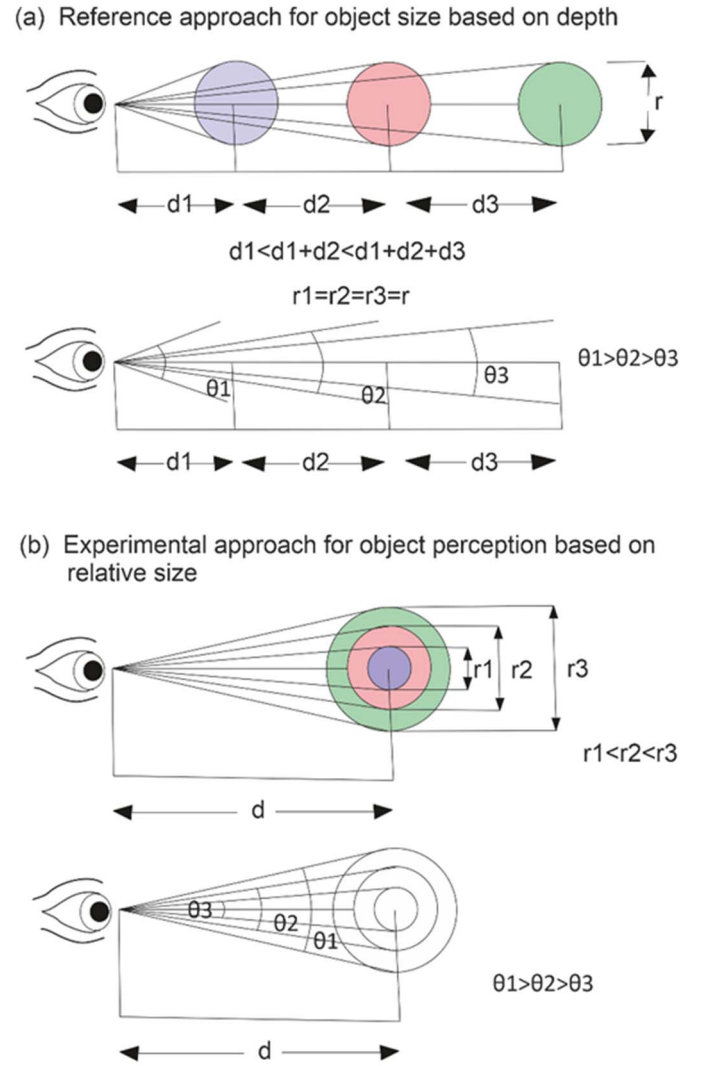 (a) Reference approach for object size based on depth
r
d1 d2 d3
d1<d1+d2<d1+d2+d3
r1=r2=r3=r
θ1 θ2 θ3 θ1>θ2>θ3
d1 d2 d3
(b) Experimental approach for object perception based on
relative size
r1 r2 r3
r1<r2<r3
d
θ3 θ2 θ1
θ1>θ2>θ3
d